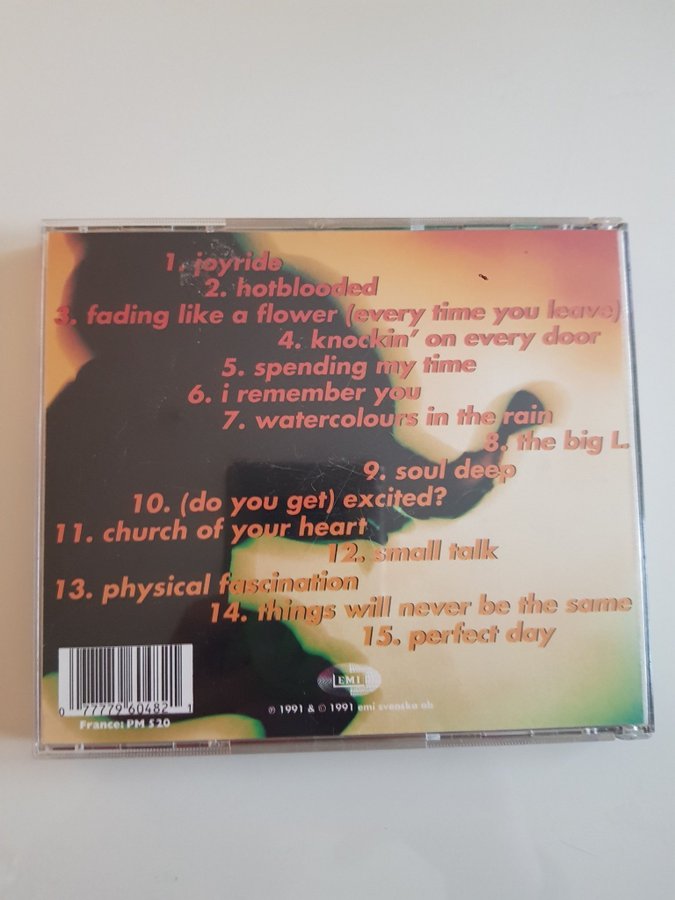 1. joyride
2. hotblooded
3. fading like a flower (every time you leave)
4. knockin' on every door
5. spending my time
6. i remember you
7. watercolours in the rain
8. the big L.
9. soul deep
10. (do you get) excited?
11. church of your heart
12. small talk
13. physical fascination
14. things will never be the same
15. perfect day
EMI
0 77779 60482 1
France: PM 520
℗ 1991 & © 1991 emi svenska ab